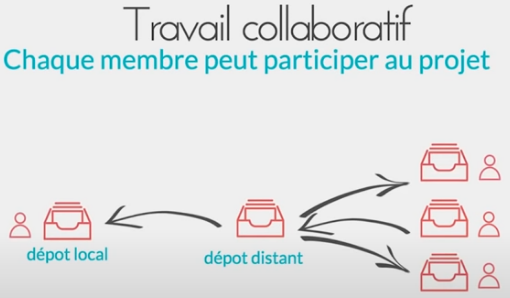 Travail collaboratif
Chaque membre peut participer au projet
dépot local
dépot distant